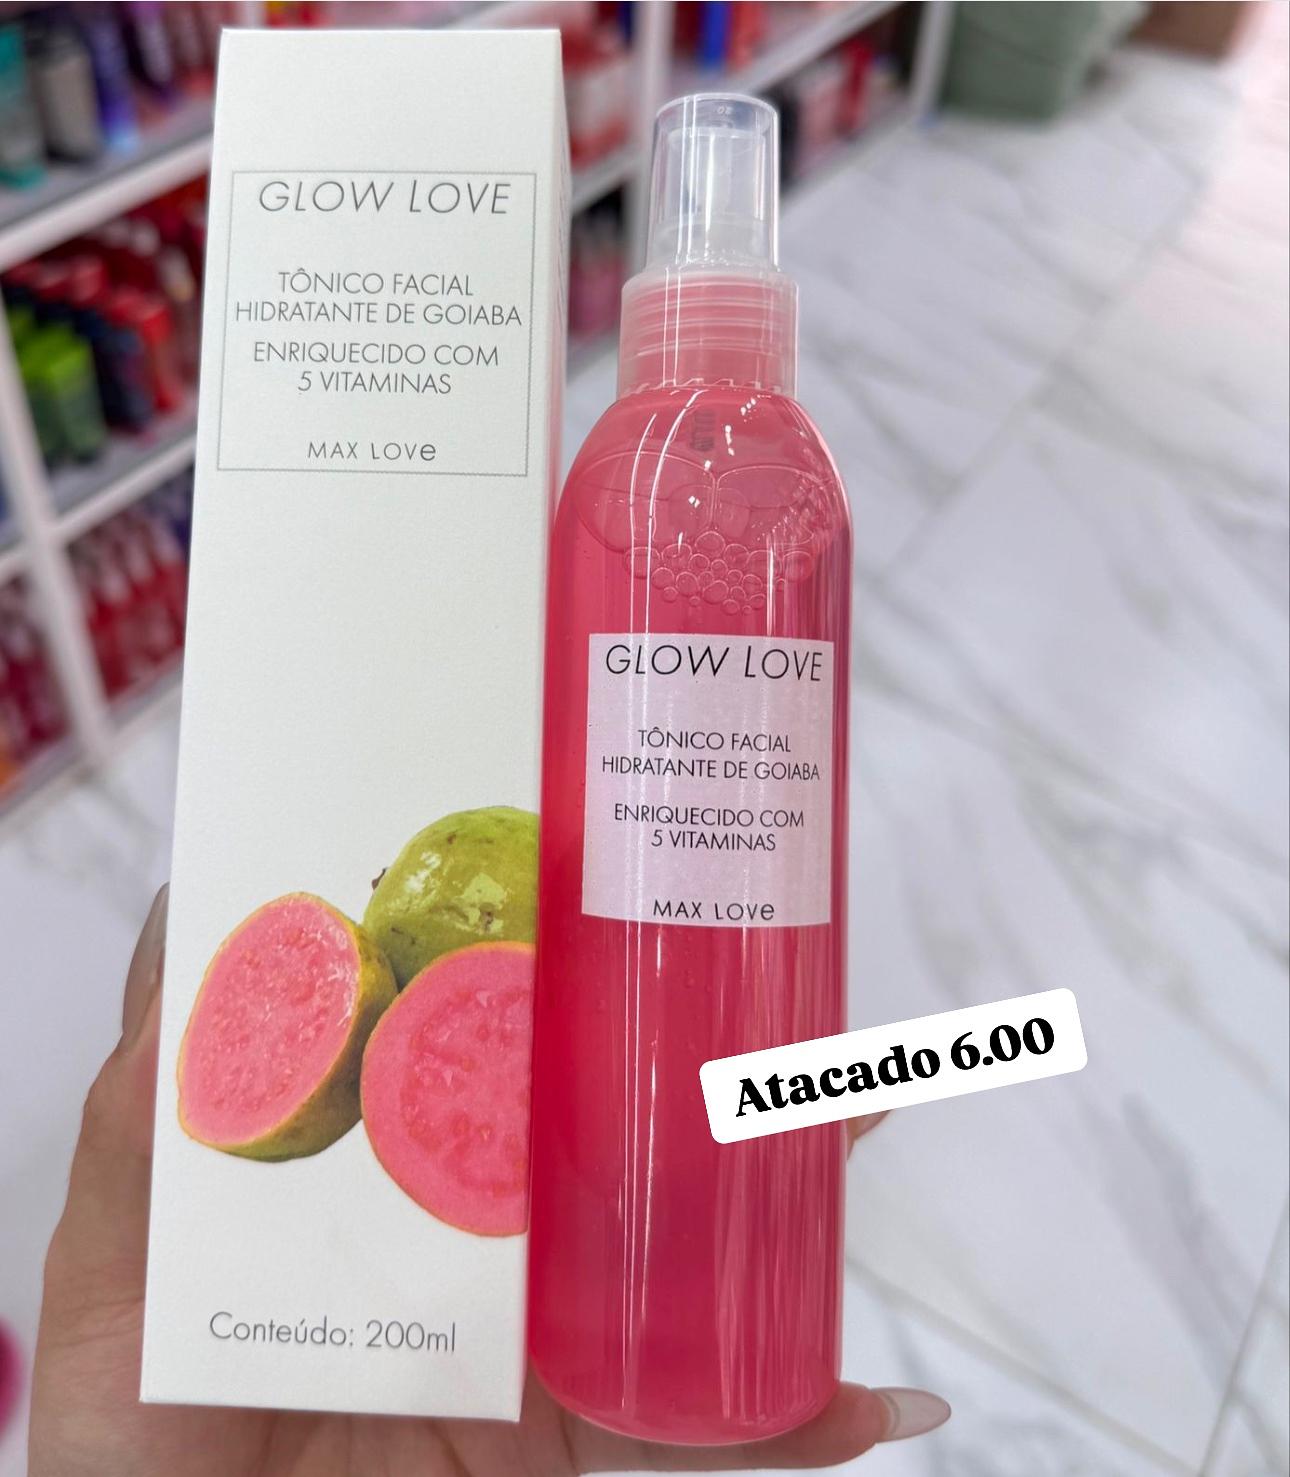 GLOW LOVE
TÔNICO FACIAL
HIDRATANTE DE GOIABA
ENRIQUECIDO COM
5 VITAMINAS
MAX LOVe
Conteúdo: 200ml
GLOW LOVE
TÔNICO FACIAL
HIDRATANTE DE GOIABA
ENRIQUECIDO COM
5 VITAMINAS
MAX LOVe
Atacado 6.00